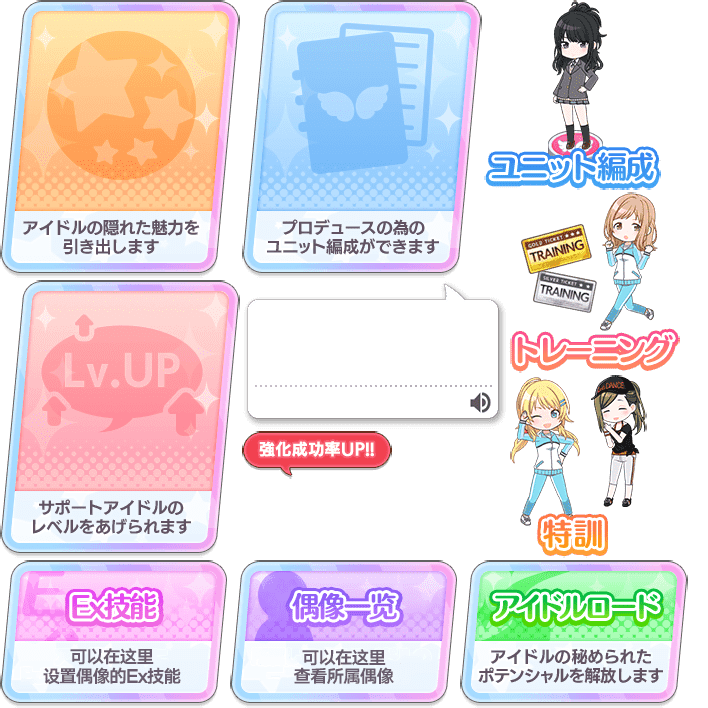 アイドルの隠れた魅力を
引き出します
プロデュースの為の
ユニット編成ができます
ユニット編成
GOLD TICKET ★★★
TRAINING
SILVER TICKET ★★
TRAINING
トレーニング
Lv.UP
サポートアイドルの
レベルをあげられます
強化成功率UP!!
特訓
Ex技能
可以在这里
设置偶像的Ex技能
偶像一览
可以在这里
查看所属偶像
アイドルロード
アイドルの秘められた
ポテンシャルを解放します